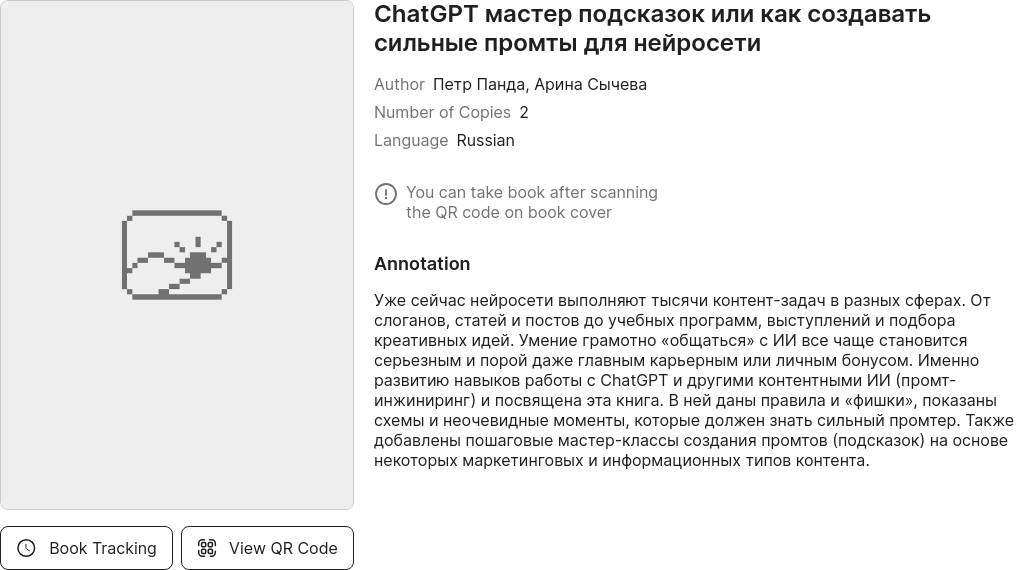 ChatGPT мастер подсказок или как создавать
сильные промты для нейросети
Author Петр Панда, Арина Сычева
Number of Copies 2
Language Russian
You can take book after scanning
the QR code on book cover
Annotation
Уже сейчас нейросети выполняют тысячи контент-задач в разных сферах. От
слоганов, статей и постов до учебных программ, выступлений и подбора
креативных идей. Умение грамотно «общаться» с ИИ все чаще становится
серьезным и порой даже главным карьерным или личным бонусом. Именно
развитию навыков работы с ChatGPT и другими контентными ИИ (промт-
инжиниринг) и посвящена эта книга. В ней даны правила и «фишки», показаны
схемы и неочевидные моменты, которые должен знать сильный промтер. Также
добавлены пошаговые мастер-классы создания промтов (подсказок) на основе
некоторых маркетинговых и информационных типов контента.
Book Tracking
View QR Code